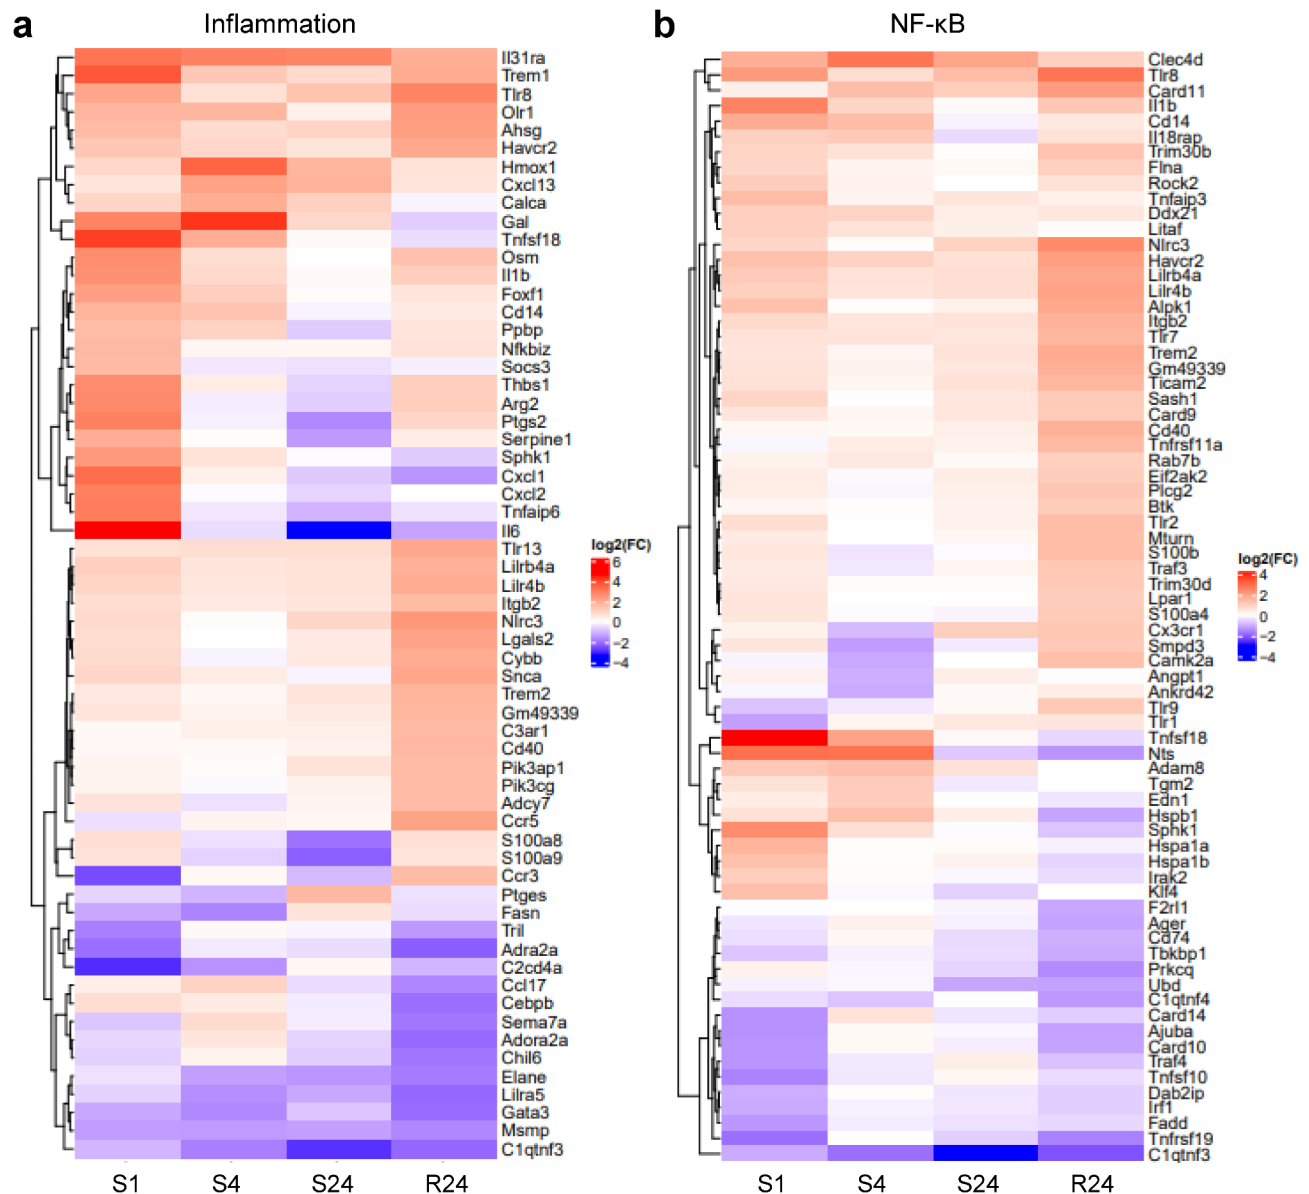 a
Inflammation
Il31ra
Trem1
Tlr8
Olr1
Ahsg
Havcr2
Hmox1
Cxcl13
Calca
Gal
Tnfsf18
Osm
Il1b
Foxf1
Cd14
Ppbp
Nfkbiz
Socs3
Thbs1
Arg2
Ptgs2
Serpine1
Sphk1
Cxcl1
Cxcl2
Tnfaip6
Il6
Tlr13
Lilrb4a
Lilr4b
Itgb2
Nlrc3
Lgals2
Cybb
Snca
Trem2
Gm49339
C3ar1
Cd40
Pik3ap1
Pik3cg
Adcy7
Ccr5
S100a8
S100a9
Ccr3
Ptges
Fasn
Tril
Adra2a
C2cd4a
Ccl17
Cebpb
Sema7a
Adora2a
Chil6
Elane
Lilra5
Gata3
Msmp
C1qtnf3
S1 S4 S24 R24
log2(FC)
6
4
2
0
−2
−4
b
NF-κB
Clec4d
Tlr8
Card11
Il1b
Cd14
Il18rap
Trim30b
Flna
Rock2
Tnfaip3
Ddx21
Litaf
Nlrc3
Havcr2
Lilrb4a
Lilr4b
Alpk1
Itgb2
Tlr7
Trem2
Gm49339
Ticam2
Sash1
Card9
Cd40
Tnfrsf11a
Rab7b
Eif2ak2
Plcg2
Btk
Tlr2
Mturn
S100b
Traf3
Trim30d
Lpar1
S100a4
Cx3cr1
Smpd3
Camk2a
Angpt1
Ankrd42
Tlr9
Tlr1
Tnfsf18
Nts
Adam8
Tgm2
Edn1
Hspb1
Sphk1
Hspa1a
Hspa1b
Irak2
Klf4
F2rl1
Ager
Cd74
Tbkbp1
Prkcq
Ubd
C1qtnf4
Card14
Ajuba
Card10
Traf4
Tnfsf10
Dab2ip
Irf1
Fadd
Tnfrsf19
C1qtnf3
S1 S4 S24 R24
log2(FC)
4
2
0
−2
−4